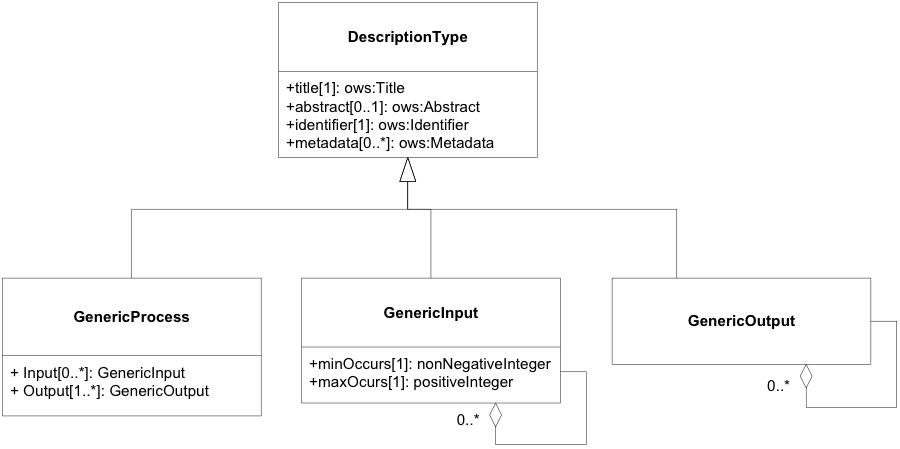 DescriptionType
+title[1]: ows:Title
+abstract[0..1]: ows:Abstract
+identifier[1]: ows:Identifier
+metadata[0..*]: ows:Metadata
GenericProcess
+ Input[0..*]: GenericInput
+ Output[1..*]: GenericOutput
GenericInput
+minOccurs[1]: nonNegativeInteger
+maxOcurs[1]: positiveInteger
0..*
GenericOutput
0..*